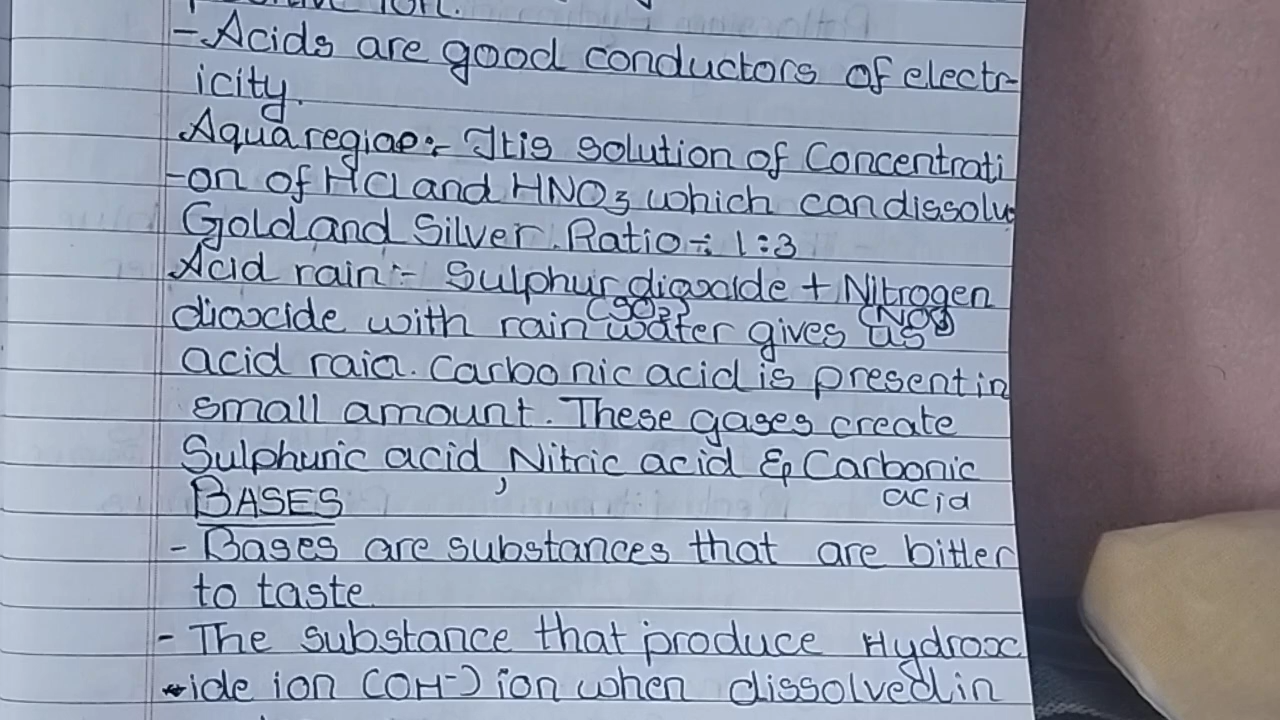 ion.
-Acids are good conductors of electr-
icity.
Aqua regiae:- It is solution of Concentrati
-on of HCl and HNO3 which can dissolve
Gold and Silver. Ratio÷ 1:3
Acid rain:- Sulphur dioxide + Nitrogen
(SO2) (NO2)
dioxide with rain water gives us
acid rain. Carbonic acid is present in
small amount. These gases create
Sulphuric acid, Nitric acid & Carbonic
acid
BASES
- Bases are substances that are bitter
to taste
- The substance that produce Hydrox
-ide ion (OH-) ion when dissolved in